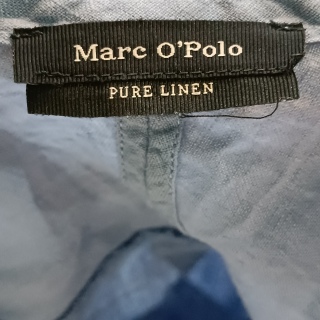 Marc O'Polo
PURE LINEN